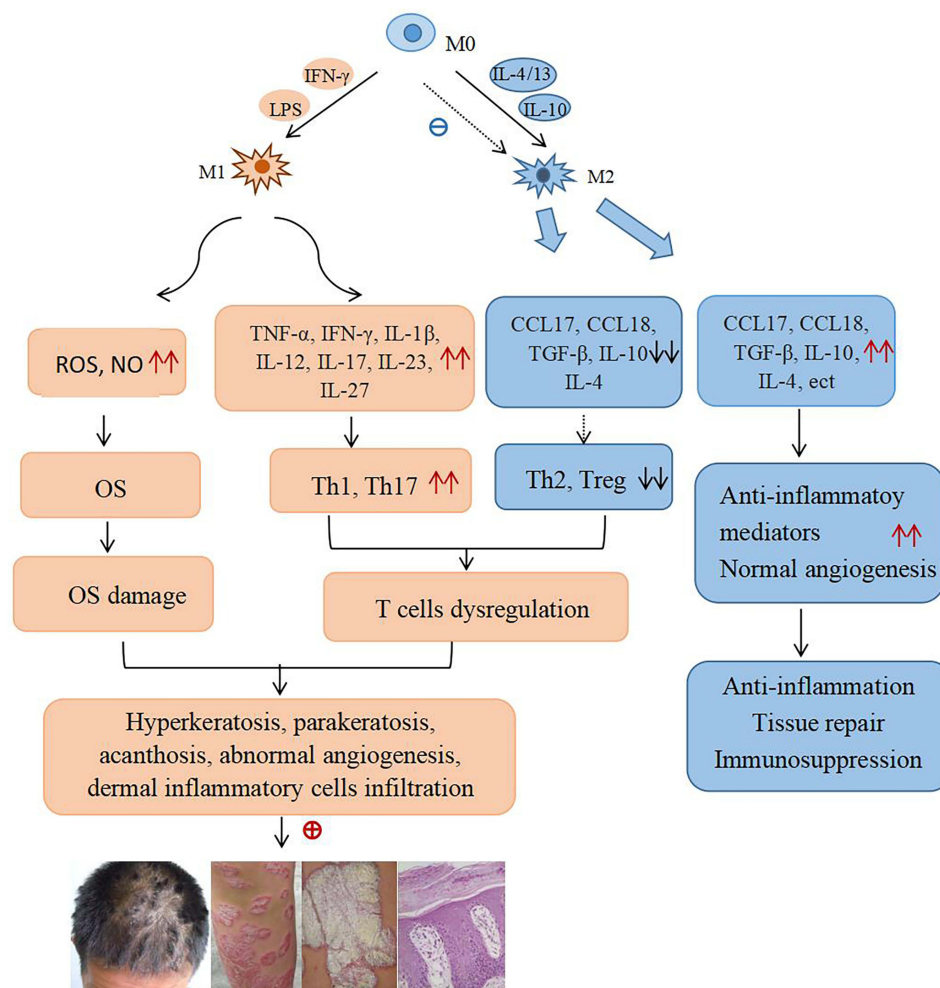 M0
IFN-γ
LPS
IL-4/13
IL-10
⊖
M1
M2
ROS, NO ↑↑
TNF-α, IFN-γ, IL-1β,
IL-12, IL-17, IL-23, ↑↑
IL-27
CCL17, CCL18,
TGF-β, IL-10 ↓↓
IL-4
CCL17, CCL18,
TGF-β, IL-10, ↑↑
IL-4, ect
OS
Th1, Th17 ↑↑
Th2, Treg ↓↓
Anti-inflammatoy
mediators ↑↑
Normal angiogenesis
OS damage
T cells dysregulation
Anti-inflammation
Tissue repair
Immunosuppression
Hyperkeratosis, parakeratosis,
acanthosis, abnormal angiogenesis,
dermal inflammatory cells infiltration
⊕